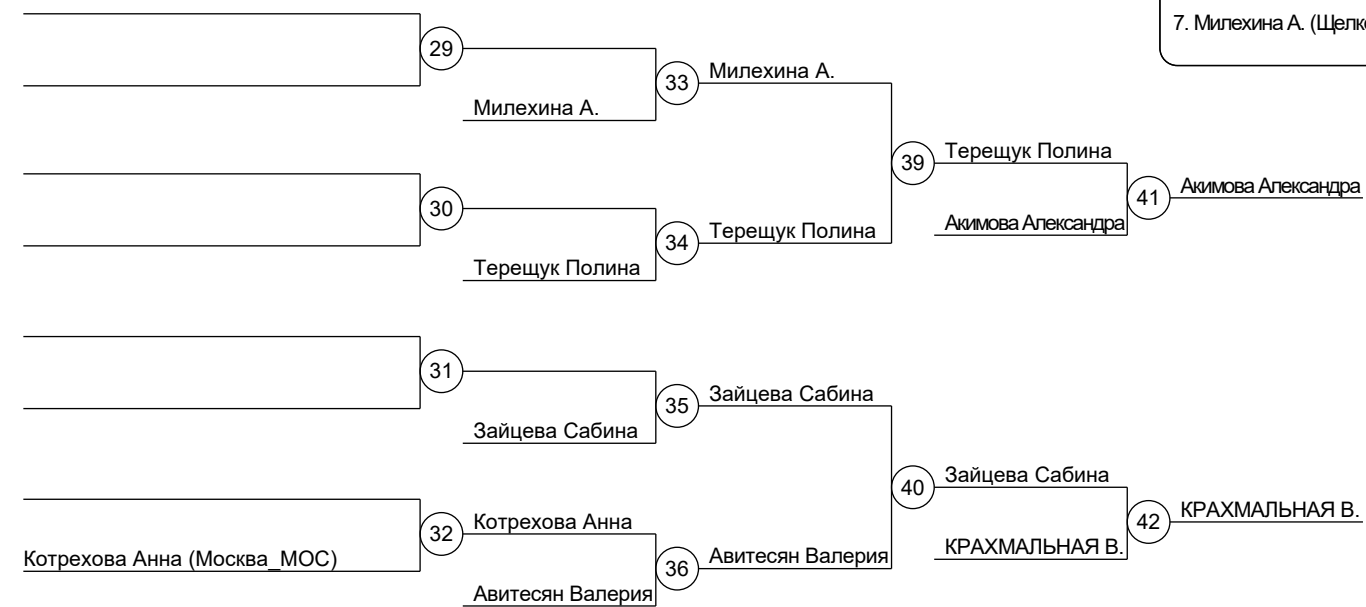 7. Милехина А.
29
33
Милехина А.
Милехина А.
39
Терещук Полина
41
Акимова Александра
30
34
Терещук Полина
Акимова Александра
Терещук Полина
31
35
Зайцева Сабина
Зайцева Сабина
40
Зайцева Сабина
42
КРАХМАЛЬНАЯ В.
32
Котрехова Анна
36
Авитесян Валерия
КРАХМАЛЬНАЯ В.
Котрехова Анна (Москва_МОС)
Авитесян Валерия